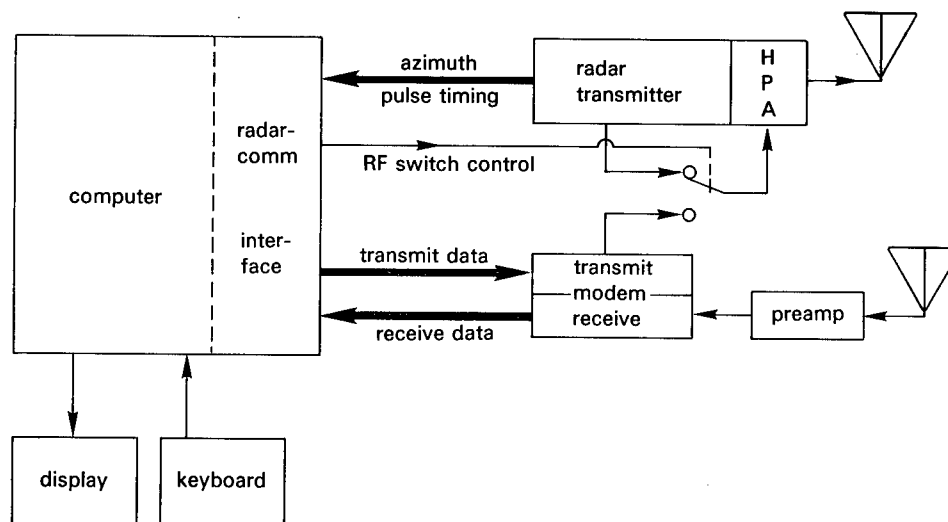 azimuth
pulse timing
radar
transmitter
H
P
A
radar-
comm
RF switch control
computer
inter-
face
transmit data
receive data
transmit
modem
receive
preamp
display
keyboard